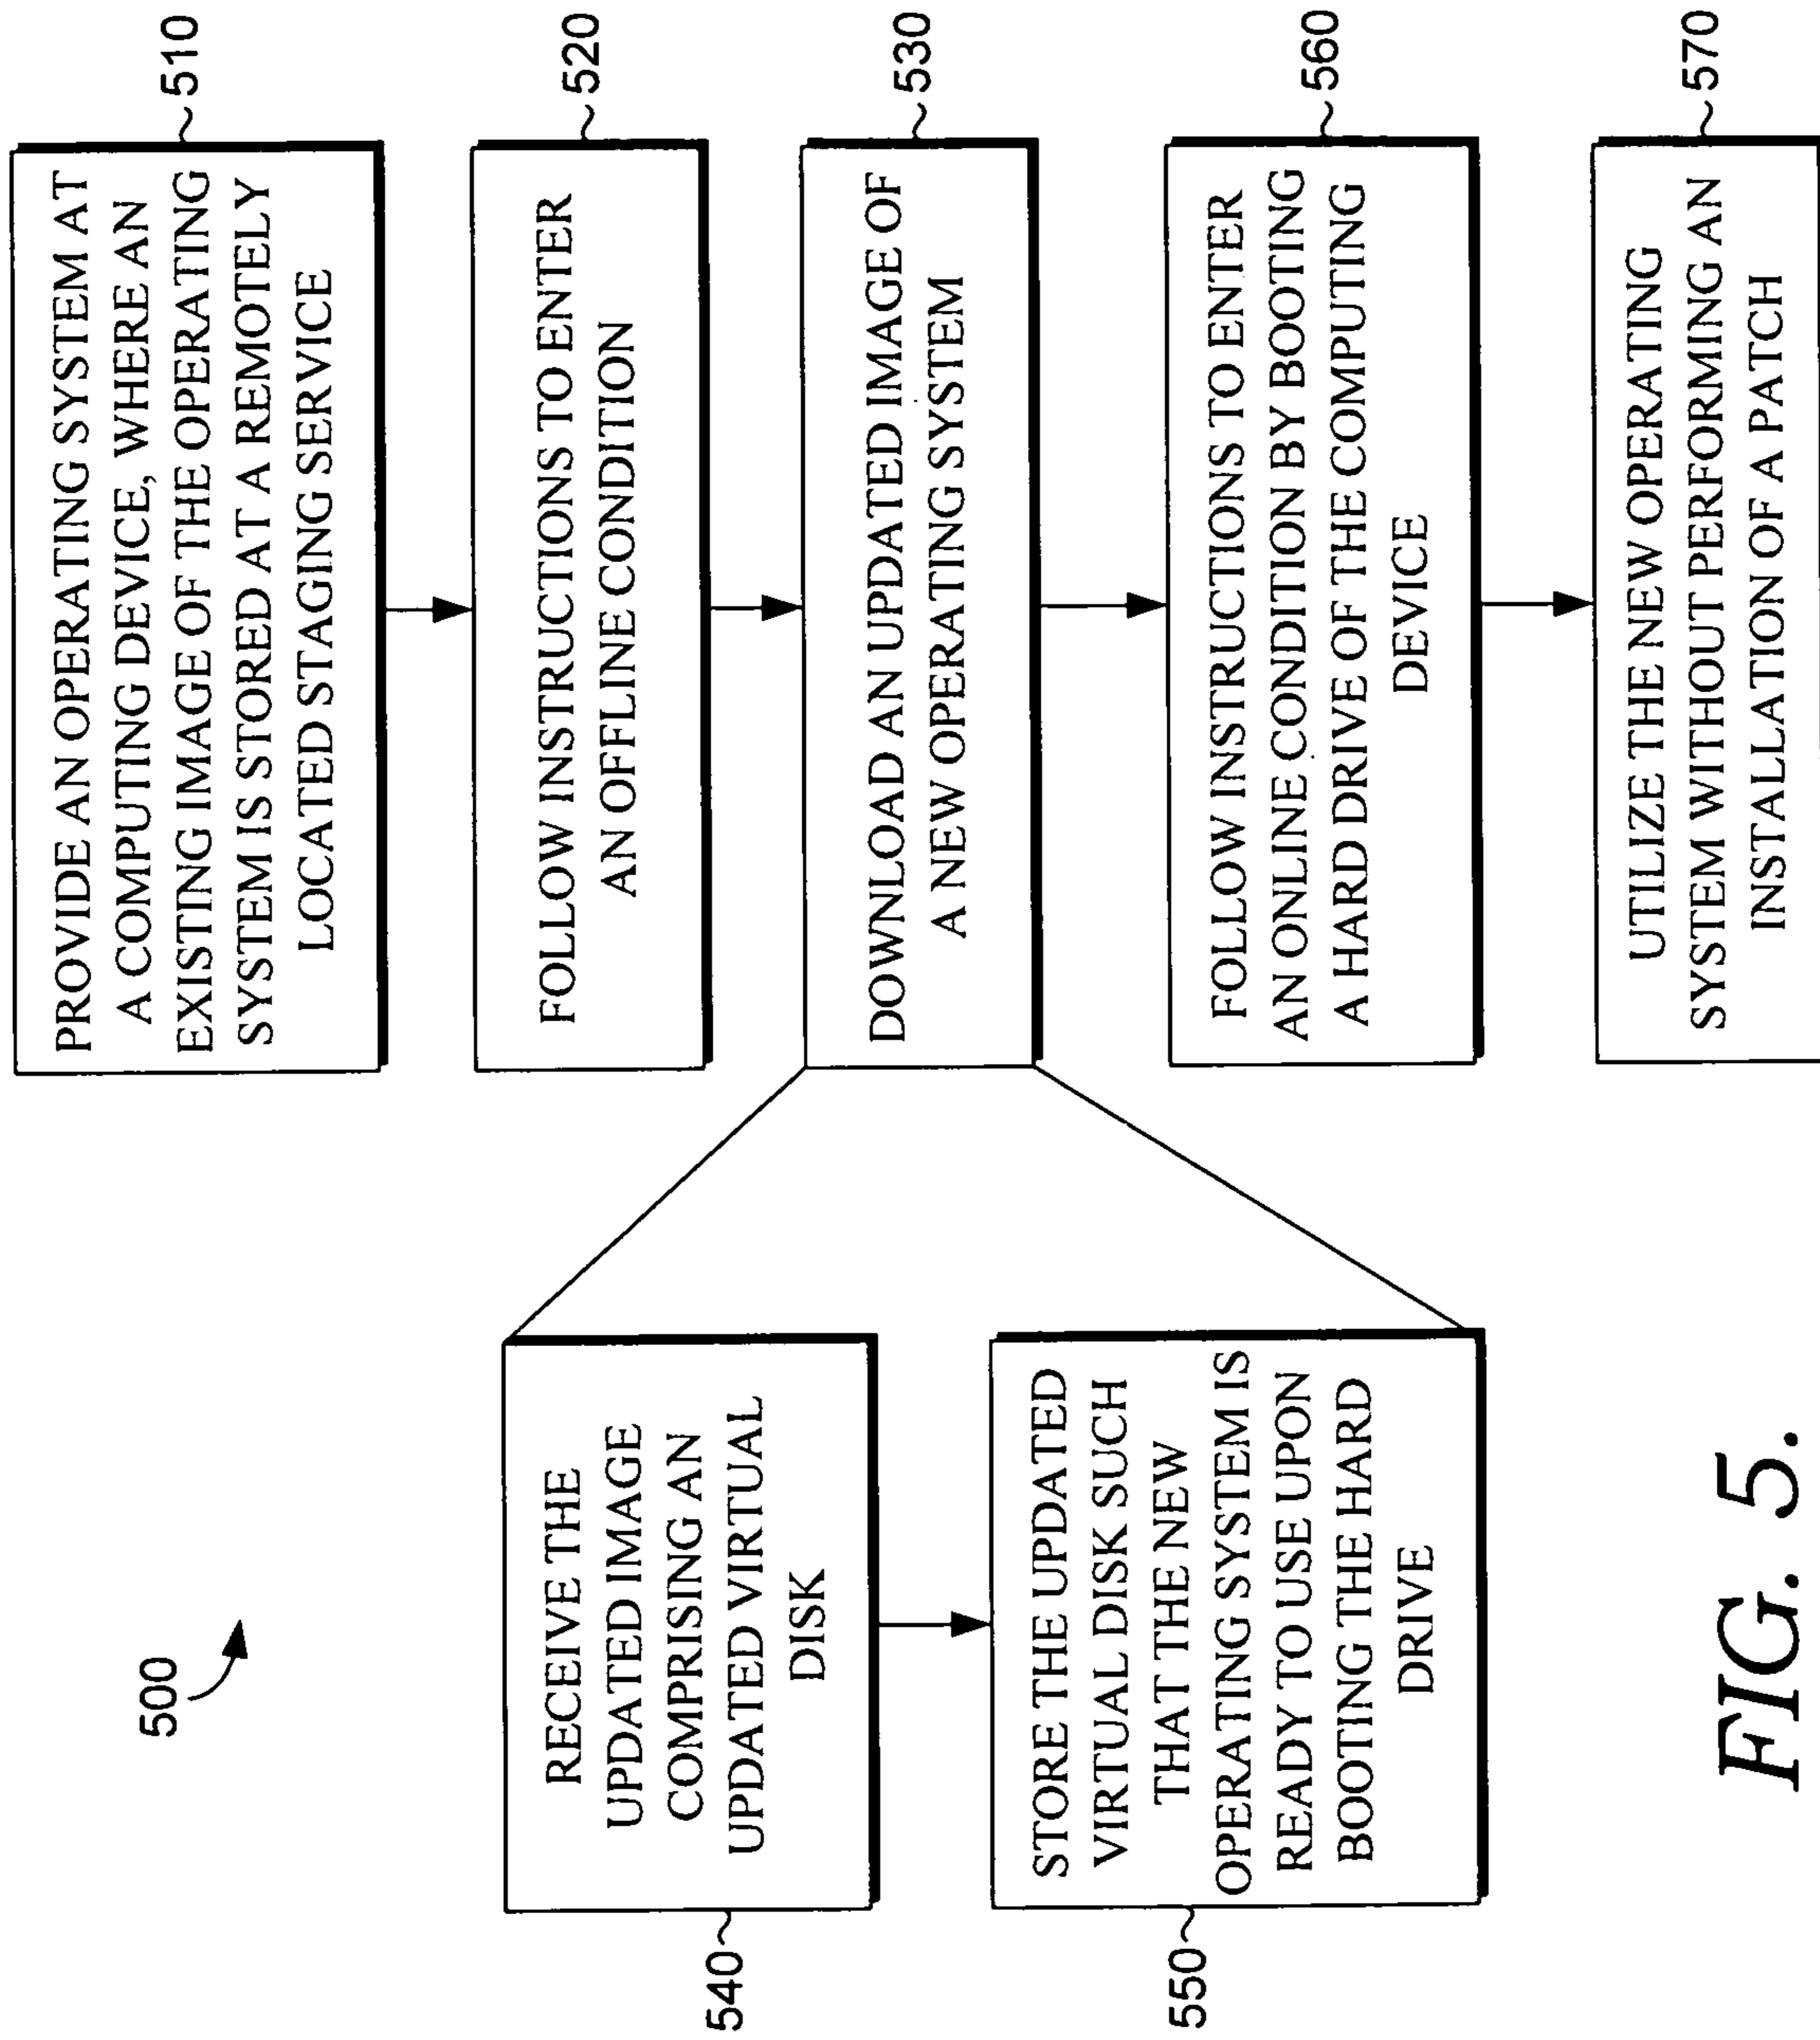 500
PROVIDE AN OPERATING SYSTEM AT
A COMPUTING DEVICE, WHERE AN
EXISTING IMAGE OF THE OPERATING
SYSTEM IS STORED AT A REMOTELY
LOCATED STAGING SERVICE
510
FOLLOW INSTRUCTIONS TO ENTER
AN OFFLINE CONDITION
520
DOWNLOAD AN UPDATED IMAGE OF
A NEW OPERATING SYSTEM
530
RECEIVE THE
UPDATED IMAGE
COMPRISING AN
UPDATED VIRTUAL
DISK
540
STORE THE UPDATED
VIRTUAL DISK SUCH
THAT THE NEW
OPERATING SYSTEM IS
READY TO USE UPON
BOOTING THE HARD
DRIVE
550
FOLLOW INSTRUCTIONS TO ENTER
AN ONLINE CONDITION BY BOOTING
A HARD DRIVE OF THE COMPUTING
DEVICE
560
UTILIZE THE NEW OPERATING
SYSTEM WITHOUT PERFORMING AN
INSTALLATION OF A PATCH
570
FIG. 5.